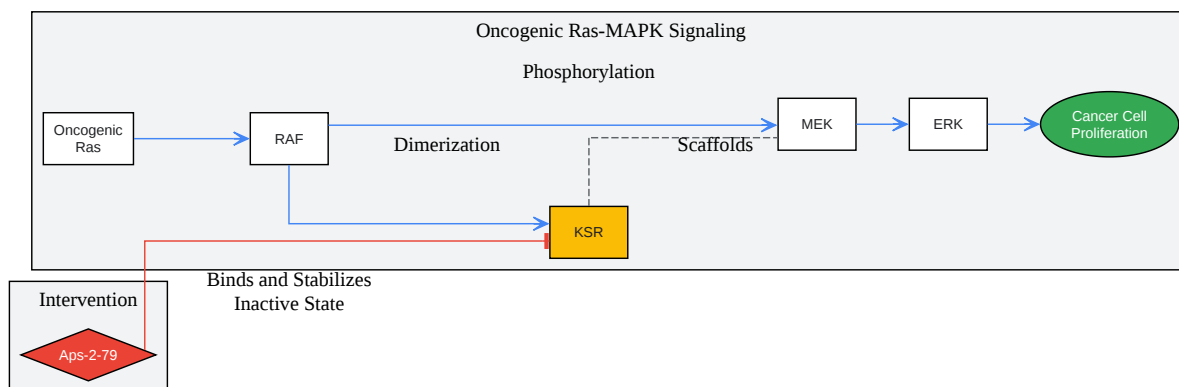 Oncogenic Ras-MAPK Signaling
Phosphorylation
Oncogenic
Ras
RAF
Dimerization
Scaffolds
MEK
ERK
Cancer Cell
Proliferation
KSR
Binds and Stabilizes
Inactive State
Intervention
Aps-2-79